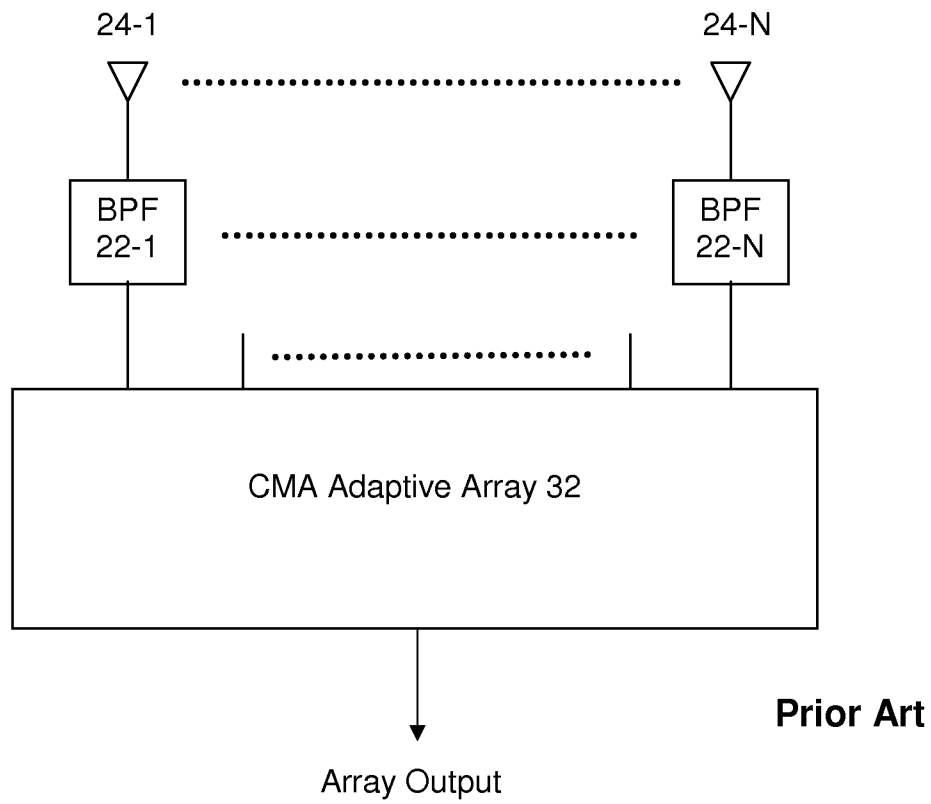 24-1
24-N
BPF
22-1
BPF
22-N
CMA Adaptive Array 32
Prior Art
Array Output